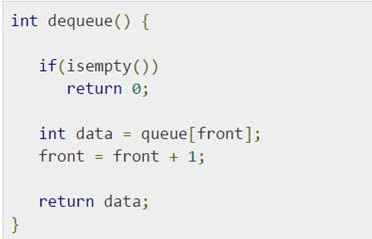 int dequeue() {
if(isempty())
return 0;
int data = queue[front];
front = front + 1;
return data;
}